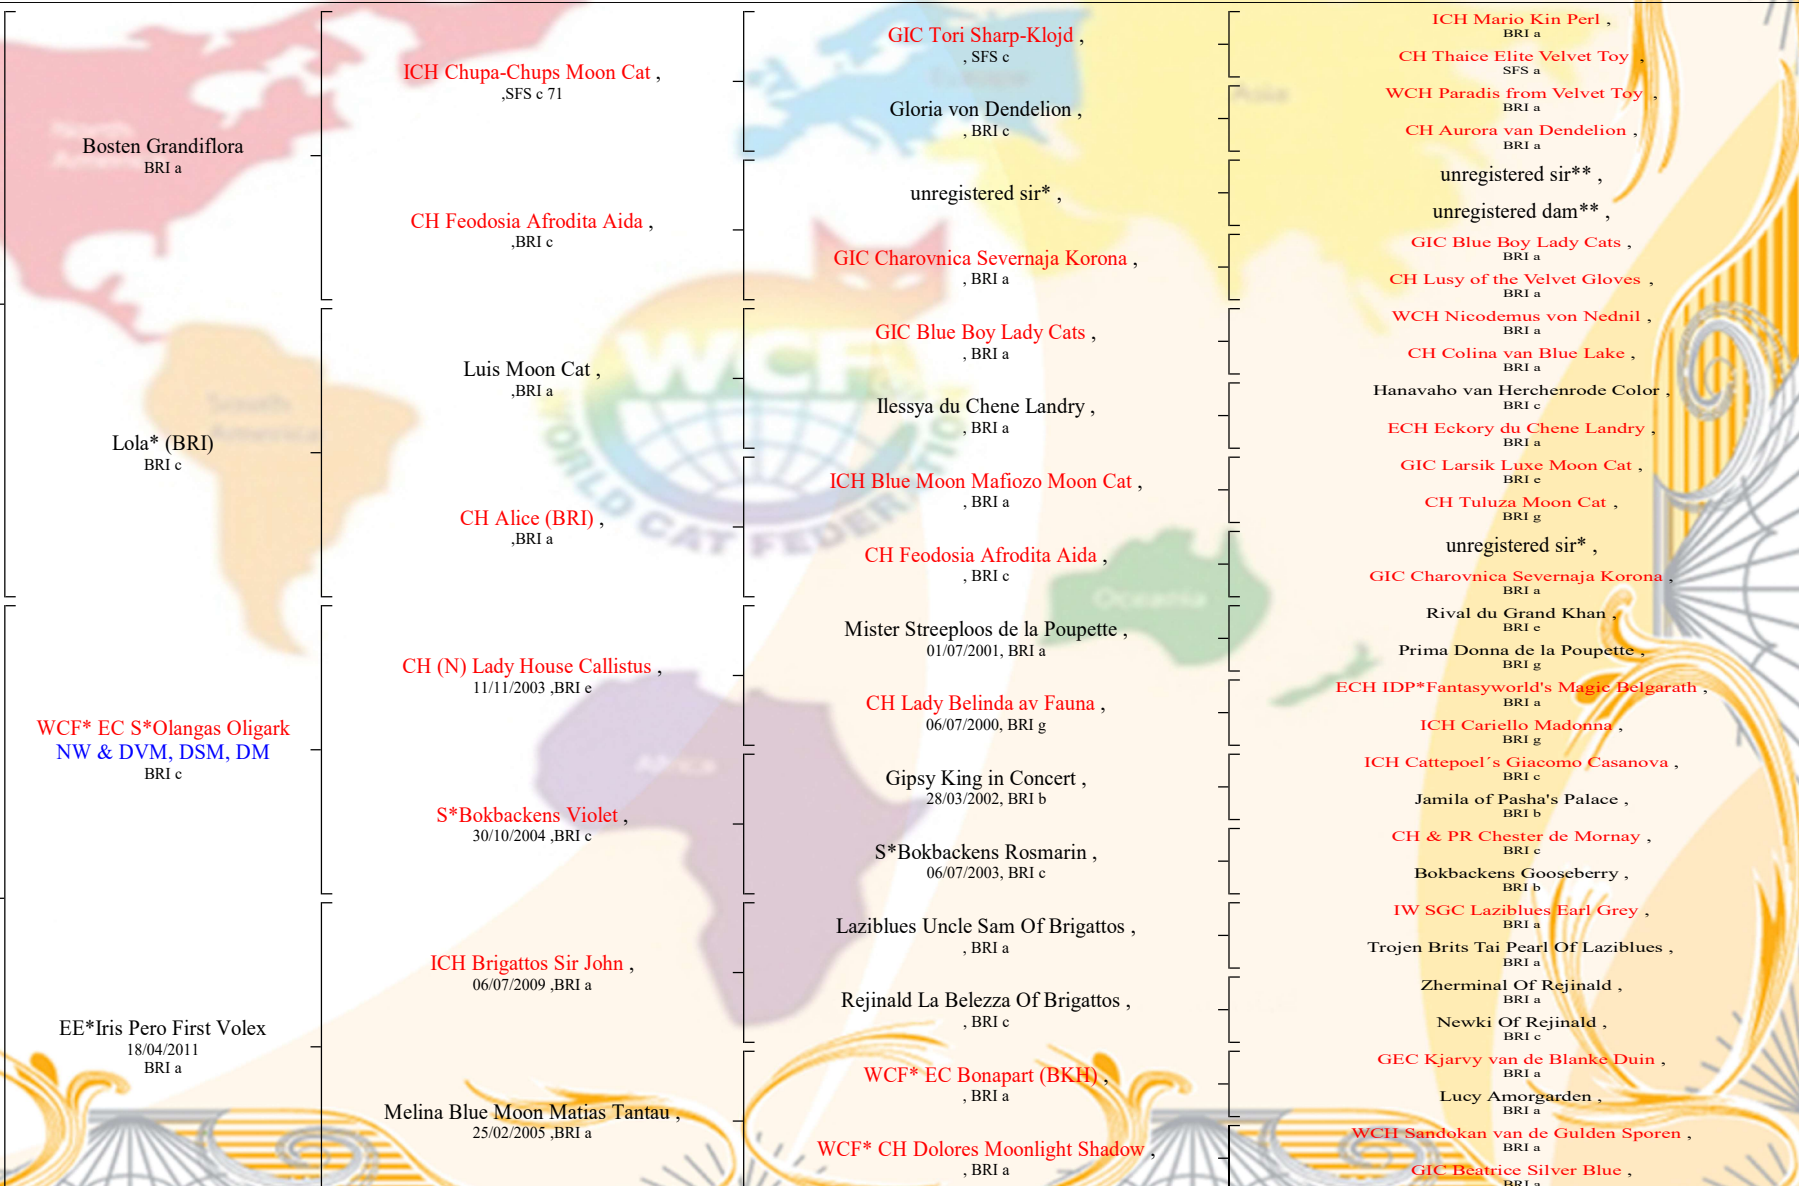 Bosten Grandiflora
BRI a
Lola* (BRI)
BRI c
WCF* EC S*Olangas Oligark
NW & DVM, DSM, DM
BRI c
EE*Iris Pero First Volex
18/04/2011
BRI a
ICH Chupa-Chups Moon Cat ,
,SFS c 71
CH Feodosia Afrodita Aida ,
,BRI c
Luis Moon Cat ,
,BRI a
CH Alice (BRI) ,
,BRI a
CH (N) Lady House Callistus ,
11/11/2003 ,BRI e
S*Bokbackens Violet ,
30/10/2004 ,BRI c
ICH Brigattos Sir John ,
06/07/2009 ,BRI a
Melina Blue Moon Matias Tantau ,
25/02/2005 ,BRI a
GIC Tori Sharp-Klojd ,
, SFS c
Gloria von Dendelion ,
, BRI c
unregistered sir* ,
GIC Charovnica Severnaja Korona ,
, BRI a
GIC Blue Boy Lady Cats ,
, BRI a
Ilessya du Chene Landry ,
, BRI a
ICH Blue Moon Mafiozo Moon Cat ,
, BRI a
CH Feodosia Afrodita Aida ,
, BRI c
Mister Streeploos de la Poupette ,
01/07/2001, BRI a
CH Lady Belinda av Fauna ,
06/07/2000, BRI g
Gipsy King in Concert ,
28/03/2002, BRI b
S*Bokbackens Rosmarin ,
06/07/2003, BRI c
Laziblues Uncle Sam Of Brigattos ,
, BRI a
Rejinald La Belezza Of Brigattos ,
, BRI c
WCF* EC Bonapart (BKH) ,
, BRI a
WCF* CH Dolores Moonlight Shadow ,
, BRI a
ICH Mario Kin Perl ,
BRI a
CH Thaice Elite Velvet Toy ,
SFS a
WCH Paradis from Velvet Toy ,
BRI a
CH Aurora van Dendelion ,
BRI a
unregistered sir** ,
unregistered dam** ,
GIC Blue Boy Lady Cats ,
BRI a
CH Lusy of the Velvet Gloves ,
BRI a
WCH Nicodemus von Nednil ,
BRI a
CH Colina van Blue Lake ,
BRI a
Hanavaho van Herchenrode Color ,
BRI c
ECH Eckory du Chene Landry ,
BRI a
GIC Larsik Luxe Moon Cat ,
BRI c
CH Tuluza Moon Cat ,
BRI g
unregistered sir* ,
GIC Charovnica Severnaja Korona ,
BRI a
Rival du Grand Khan ,
BRI e
Prima Donna de la Poupette ,
BRI g
ECH IDP*Fantasyworld's Magic Belgarath ,
BRI a
ICH Cariello Madonna ,
BRI g
ICH Cattepoel´s Giacomo Casanova ,
BRI c
Jamila of Pasha's Palace ,
BRI b
CH & PR Chester de Mornay ,
BRI c
Bokbackens Gooseberry ,
BRI b
IW SGC Laziblues Earl Grey ,
BRI a
Trojen Brits Tai Pearl Of Laziblues ,
BRI a
Zherminal Of Rejinald ,
BRI a
Newki Of Rejinald ,
BRI c
GEC Kjarvy van de Blanke Duin ,
BRI a
Lucy Amorgarden ,
BRI a
WCH Sandokan van de Gulden Sporen ,
BRI a
GIC Beatrice Silver Blue ,
BRI a
North
America
South
America
Europe
Asia
Africa
Oceania
WCF
WORLD CAT FEDERATION